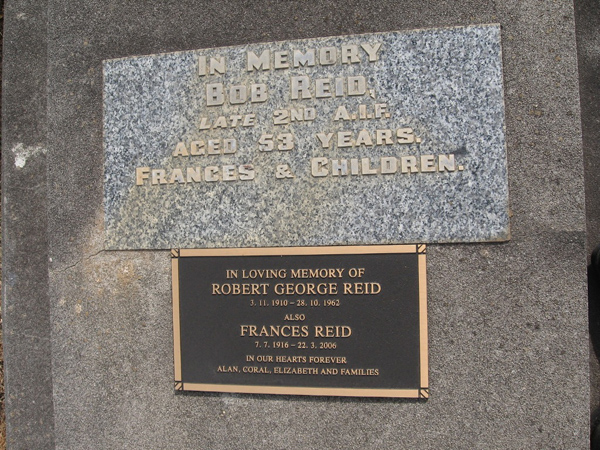 IN MEMORY
BOB REID.
LATE 2ND A.I.F.
AGED 53 YEARS.
FRANCES & CHILDREN.
IN LOVING MEMORY OF
ROBERT GEORGE REID
3. 11. 1910 – 28. 10. 1962
ALSO
FRANCES REID
7. 7. 1916 – 22. 3. 2006
IN OUR HEARTS FOREVER
ALAN, CORAL, ELIZABETH AND FAMILIES